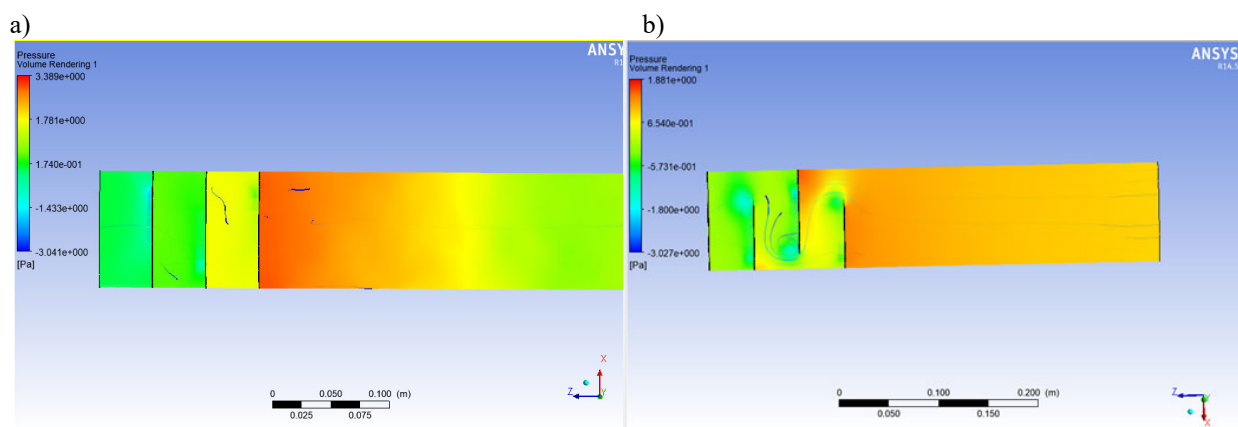 a)
b)
ANSYS
R1
Pressure
Volume Rendering 1
3.389e+000
1.781e+000
1.740e-001
-1.433e+000
-3.041e+000
[Pa]
0 0.050 0.100 (m)
0.025 0.075
X
Z
Y
ANSYS
R14.5
Pressure
Volume Rendering 1
1.881e+000
6.540e-001
-5.731e-001
-1.800e+000
-3.027e+000
[Pa]
0 0.100 0.200 (m)
0.050 0.150
Z
Y
X